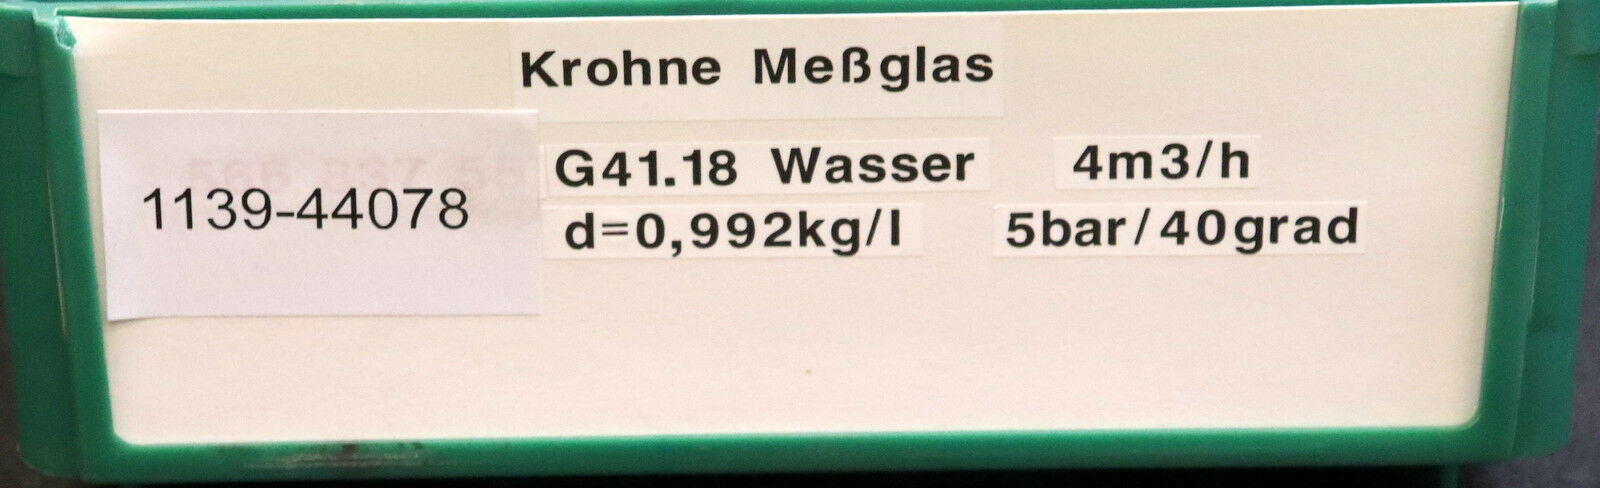 Krohne Meßglas
G41.18 Wasser 4m3/h
1139-44078
d=0,992kg/l 5bar/40grad